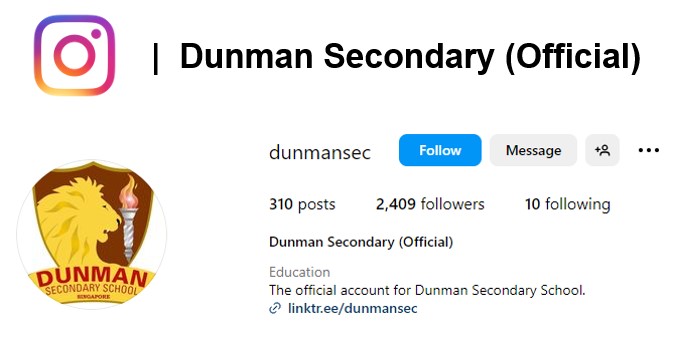 | Dunman Secondary (Official)
dunmansec Follow Message
310 posts 2,409 followers 10 following
Dunman Secondary (Official)
Education
The official account for Dunman Secondary School.
linktr.ee/dunmansec
DUNMAN
SECONDARY SCHOOL
SINGAPORE